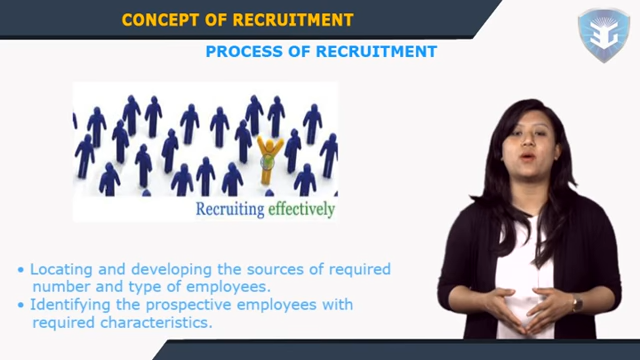 CONCEPT OF RECRUITMENT
PROCESS OF RECRUITMENT
Recruiting effectively
• Locating and developing the sources of required
number and type of employees.
• Identifying the prospective employees with
required characteristics.